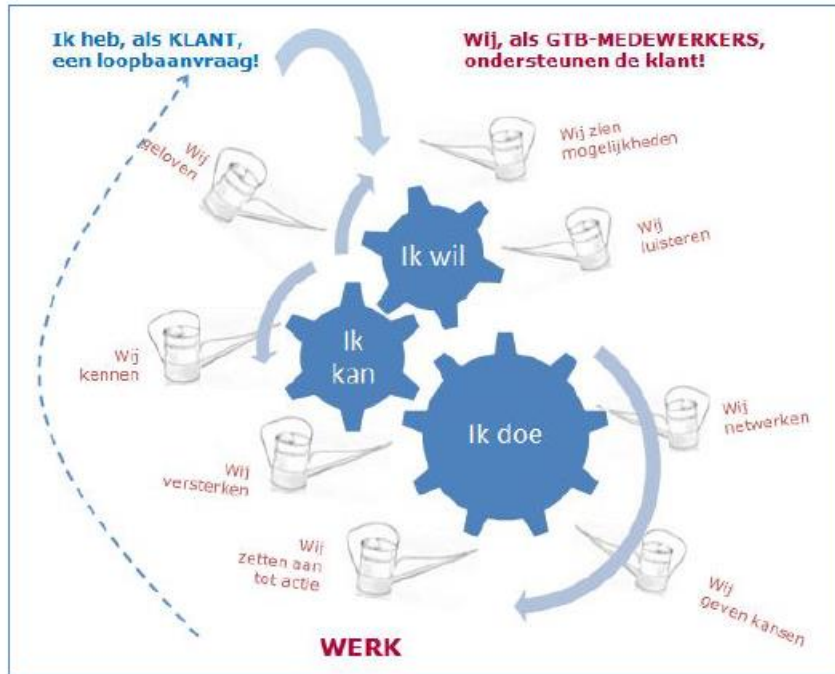 Ik heb, als KLANT,
een loopbaanvraag!
Wij, als GTB-MEDEWERKERS,
ondersteunen de klant!
Wij
geloven
Wij zien
mogelijkheden
Ik wil
Wij
luisteren
Wij
kennen
Ik
kan
Ik doe
Wij
netwerken
Wij
versterken
Wij
zetten aan
tot actie
Wij
geven kansen
WERK